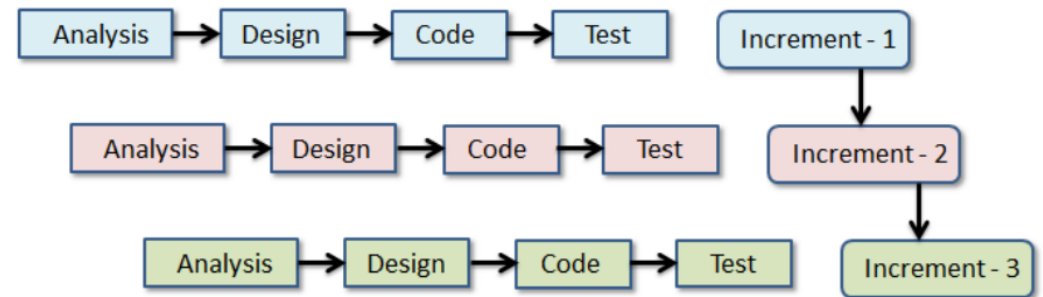 Analysis Design Code Test Increment - 1
Analysis Design Code Test Increment - 2
Analysis Design Code Test Increment - 3